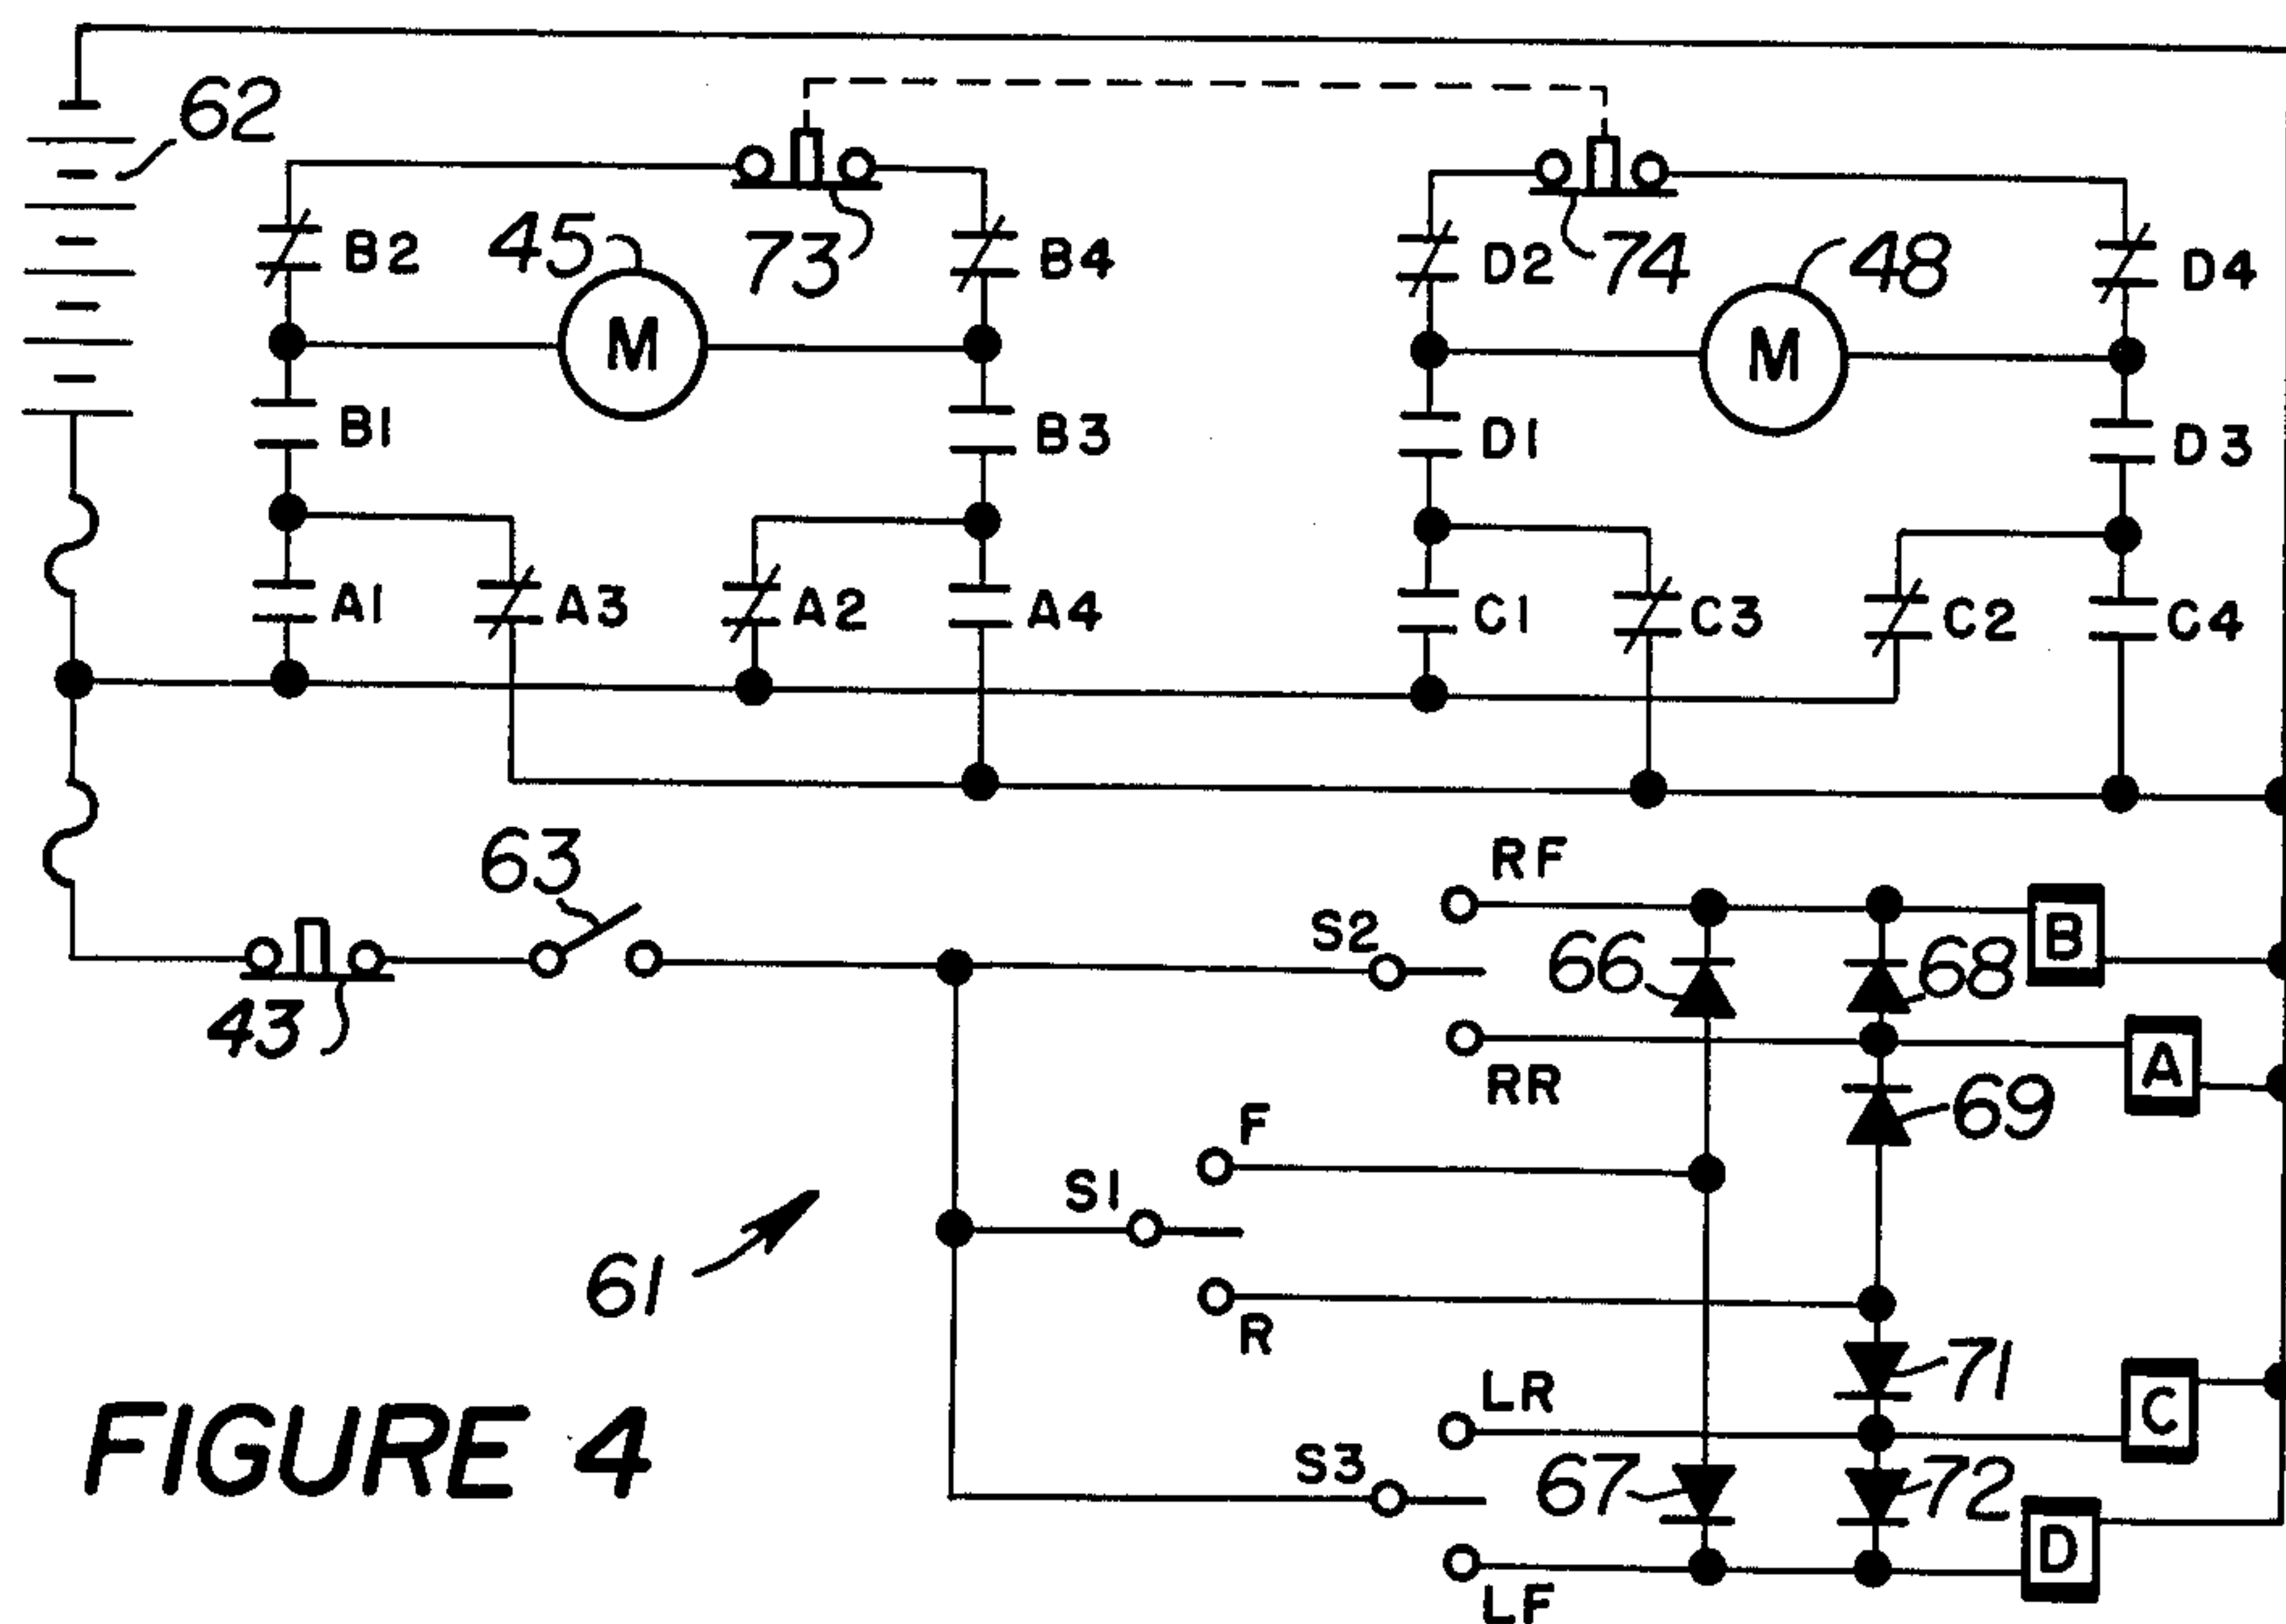 62
B2
45
73
B4
D2
74
48
D4
M
M
B1
B3
D1
D3
A1
A3
A2
A4
C1
C3
C2
C4
63
RF
S2
66
68
B
43
RR
A
F
69
S1
61
R
LR
71
C
S3
67
72
D
LF
FIGURE 4